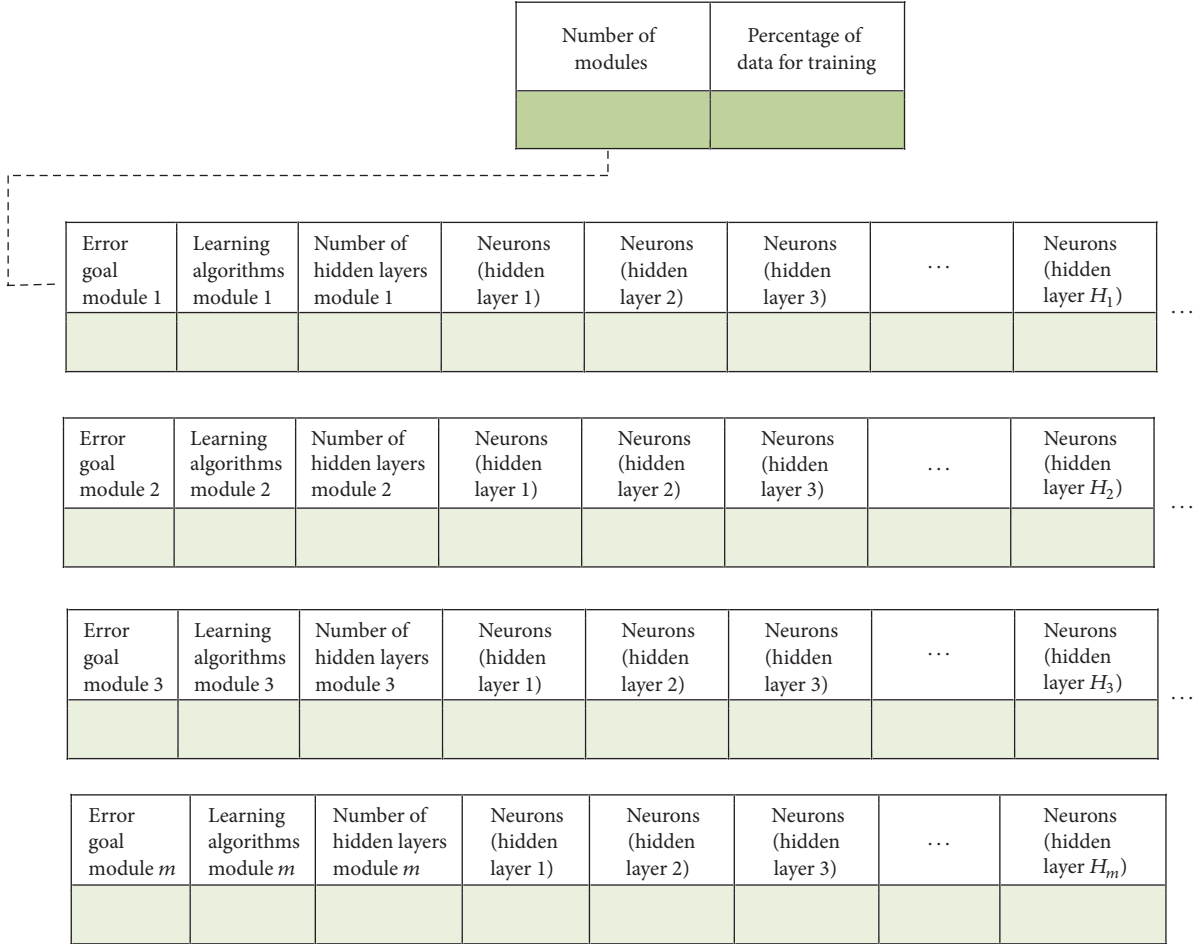 Number of
modules
Percentage of
data for training
Error
goal
module 1
Learning
algorithms
module 1
Number of
hidden layers
module 1
Neurons
(hidden
layer 1)
Neurons
(hidden
layer 2)
Neurons
(hidden
layer 3)
...
Neurons
(hidden
layer H₁)
...
Error
goal
module 2
Learning
algorithms
module 2
Number of
hidden layers
module 2
Neurons
(hidden
layer 1)
Neurons
(hidden
layer 2)
Neurons
(hidden
layer 3)
...
Neurons
(hidden
layer H₂)
...
Error
goal
module 3
Learning
algorithms
module 3
Number of
hidden layers
module 3
Neurons
(hidden
layer 1)
Neurons
(hidden
layer 2)
Neurons
(hidden
layer 3)
...
Neurons
(hidden
layer H₃)
...
Error
goal
module m
Learning
algorithms
module m
Number of
hidden layers
module m
Neurons
(hidden
layer 1)
Neurons
(hidden
layer 2)
Neurons
(hidden
layer 3)
...
Neurons
(hidden
layer Hₘ)